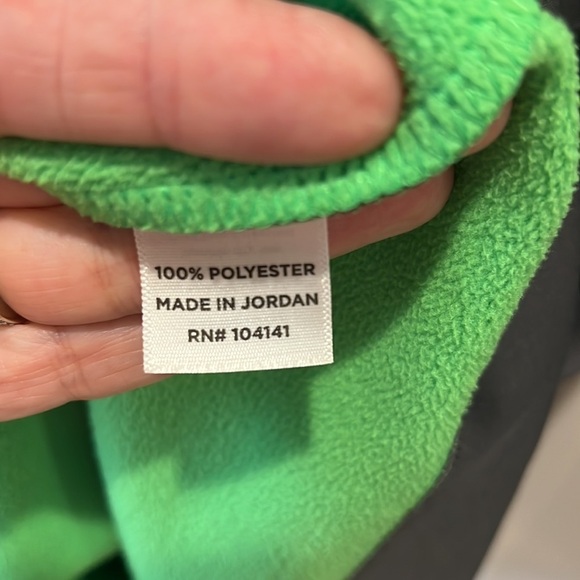 100% POLYESTER
MADE IN JORDAN
RN# 104141